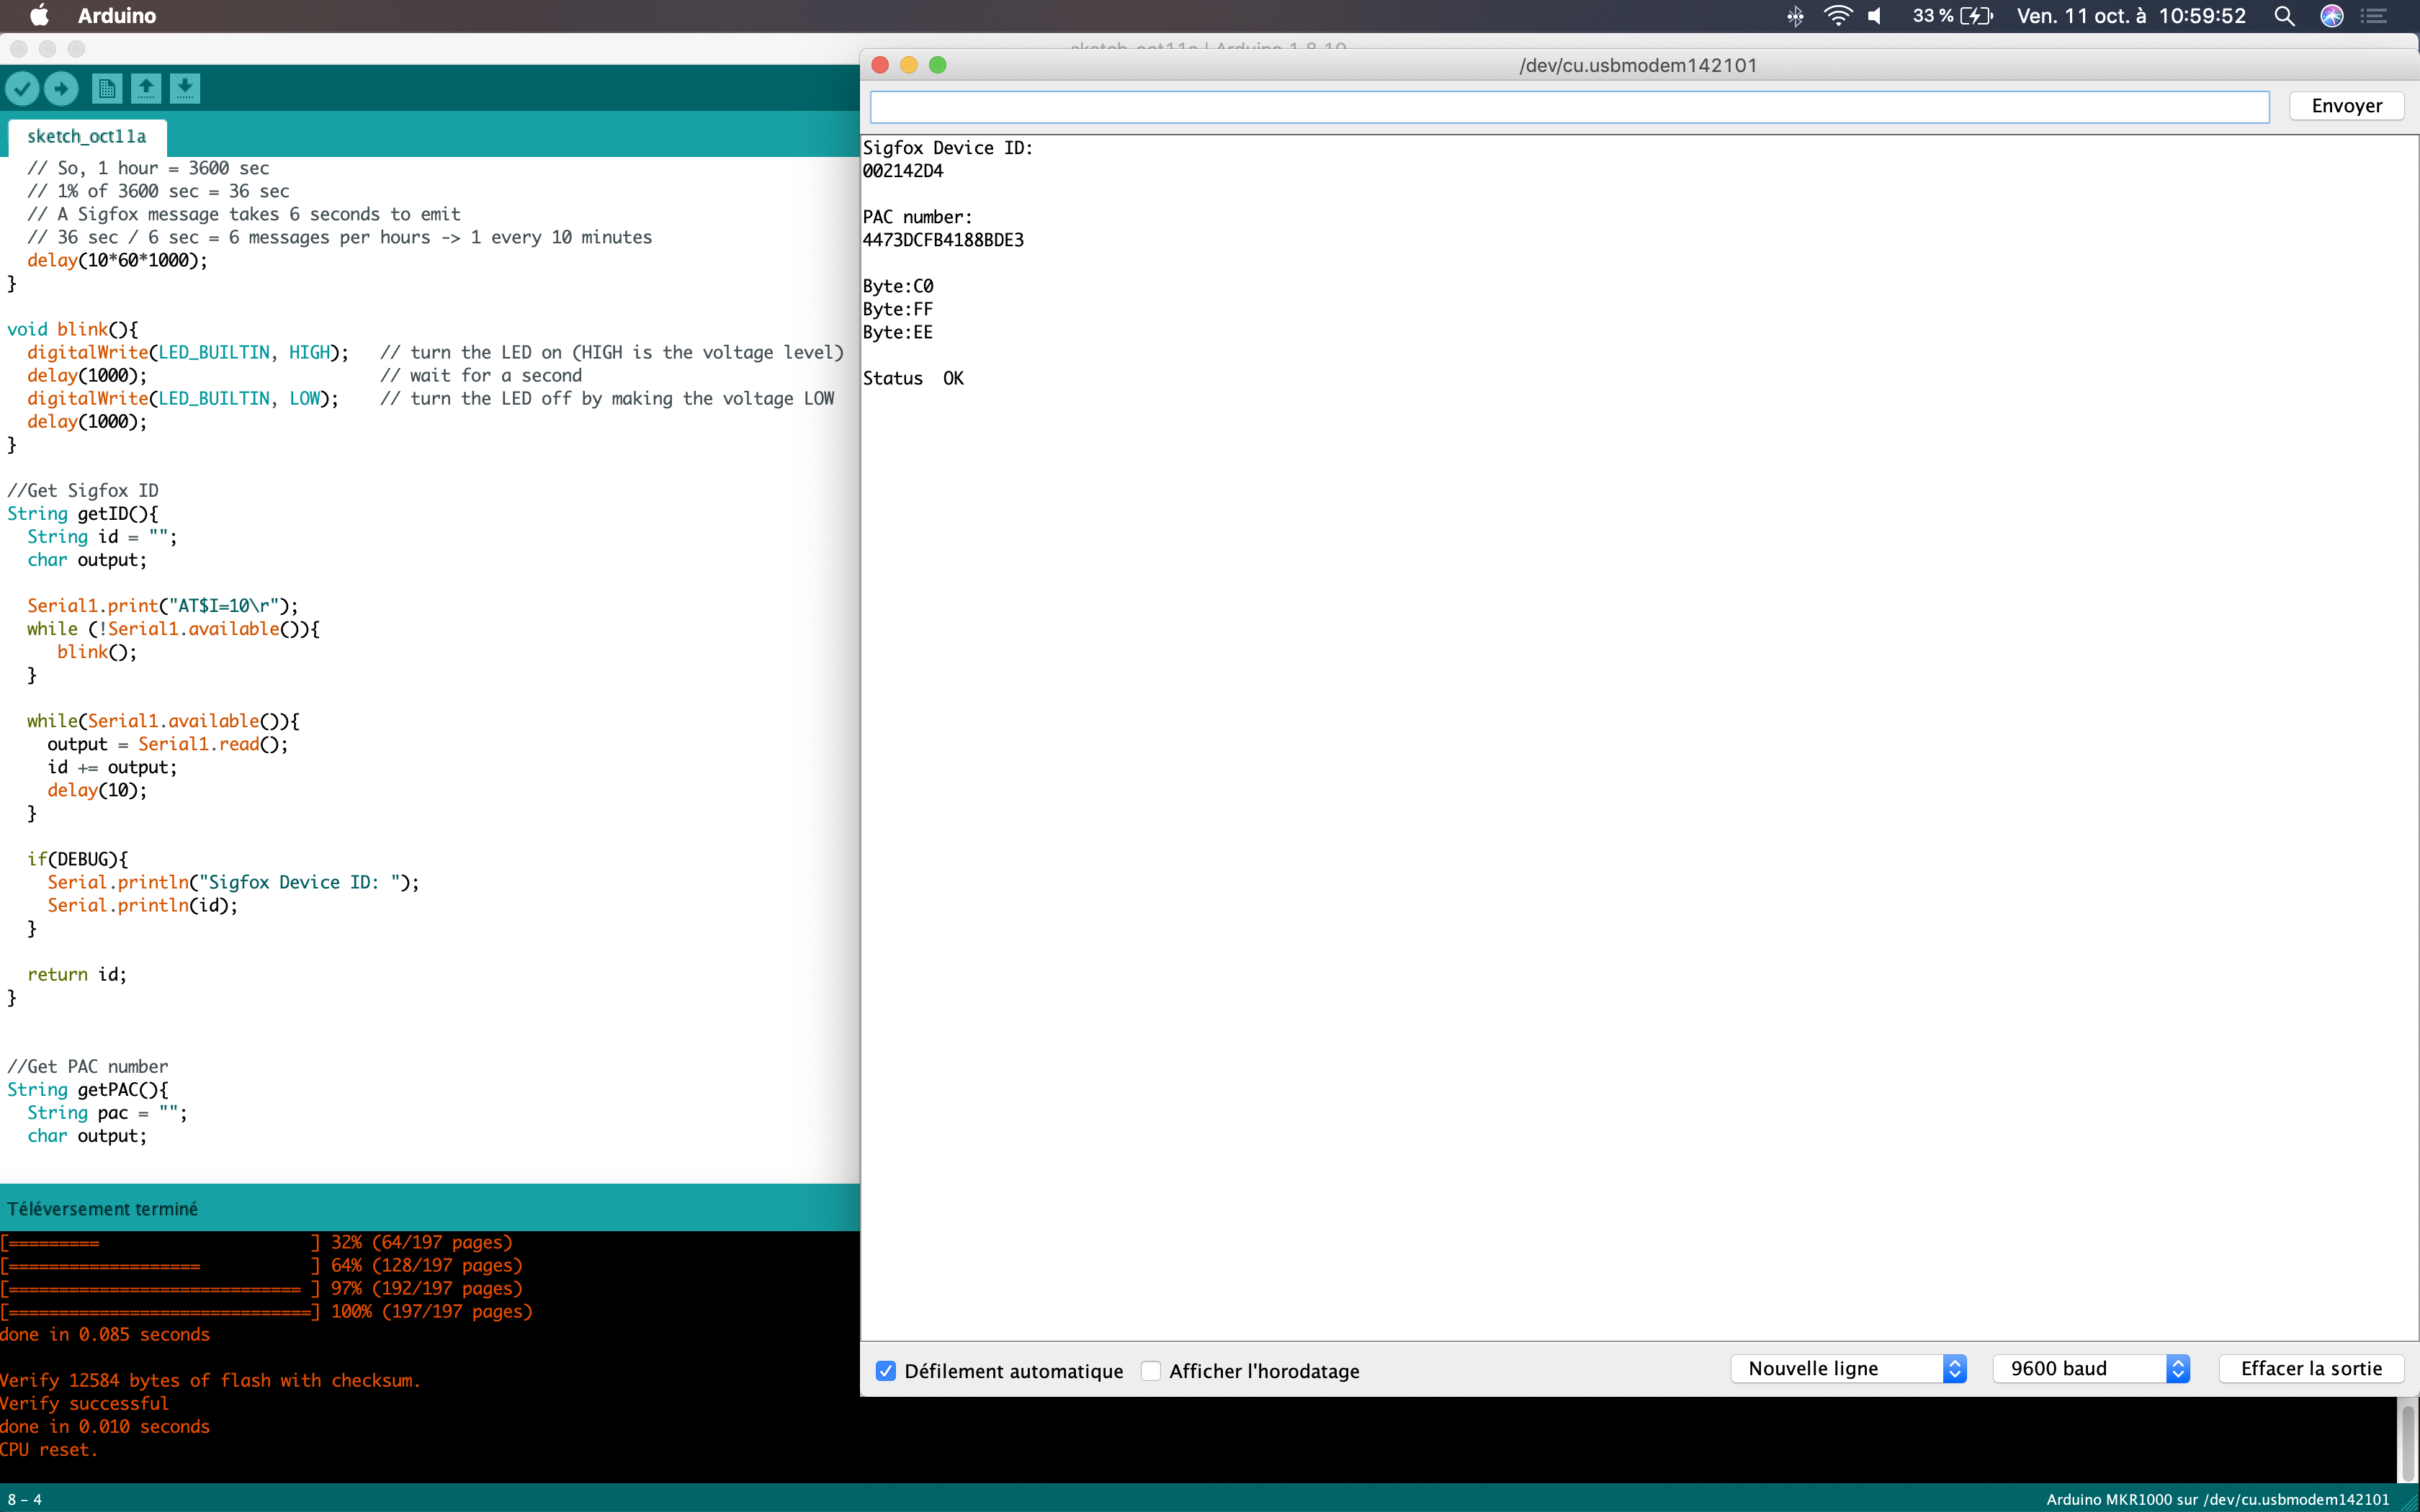 Arduino
33 %
Ven. 11 oct. à 10:59:52
sketch_oct11a | Arduino 1.8.10
sketch_oct11a
// So, 1 hour = 3600 sec
// 1% of 3600 sec = 36 sec
// A Sigfox message takes 6 seconds to emit
// 36 sec / 6 sec = 6 messages per hours -> 1 every 10 minutes
delay(10*60*1000);
}
void blink(){
digitalWrite(LED_BUILTIN, HIGH);   // turn the LED on (HIGH is the voltage level)
delay(1000);                       // wait for a second
digitalWrite(LED_BUILTIN, LOW);    // turn the LED off by making the voltage LOW
delay(1000);
}
//Get Sigfox ID
String getID(){
String id = "";
char output;
Serial1.print("AT$I=10\r");
while (!Serial1.available()){
blink();
}
while(Serial1.available()){
output = Serial1.read();
id += output;
delay(10);
}
if(DEBUG){
Serial.println("Sigfox Device ID: ");
Serial.println(id);
}
return id;
}
//Get PAC number
String getPAC(){
String pac = "";
char output;
Téléversement terminé
[=========                     ] 32% (64/197 pages)
[===================           ] 64% (128/197 pages)
[============================= ] 97% (192/197 pages)
[==============================] 100% (197/197 pages)
done in 0.085 seconds
Verify 12584 bytes of flash with checksum.
Verify successful
done in 0.010 seconds
CPU reset.
8 - 4
Arduino MKR1000 sur /dev/cu.usbmodem142101
/dev/cu.usbmodem142101
Envoyer
Sigfox Device ID:
002142D4
PAC number:
4473DCFB4188BDE3
Byte:C0
Byte:FF
Byte:EE
Status  OK
Défilement automatique
Afficher l'horodatage
Nouvelle ligne
9600 baud
Effacer la sortie